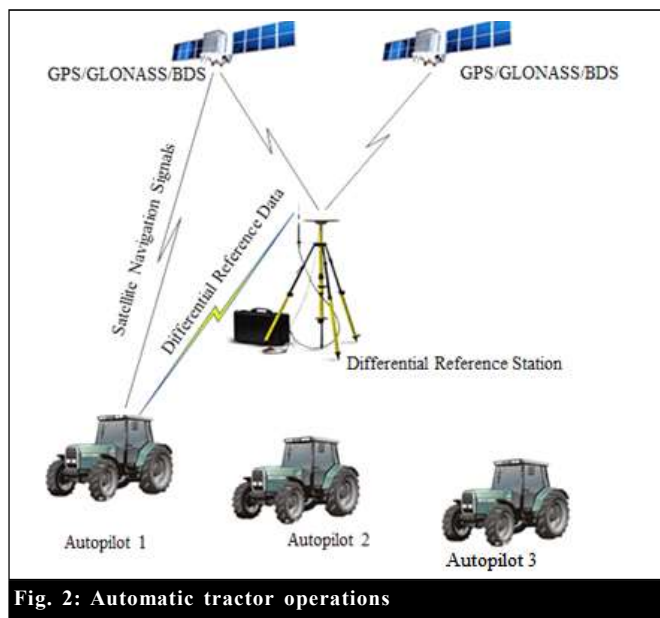 GPS/GLONASS/BDS
GPS/GLONASS/BDS
Satellite Navigation Signals
Differential Reference Data
Differential Reference Station
Autopilot 1
Autopilot 2
Autopilot 3
Fig. 2: Automatic tractor operations